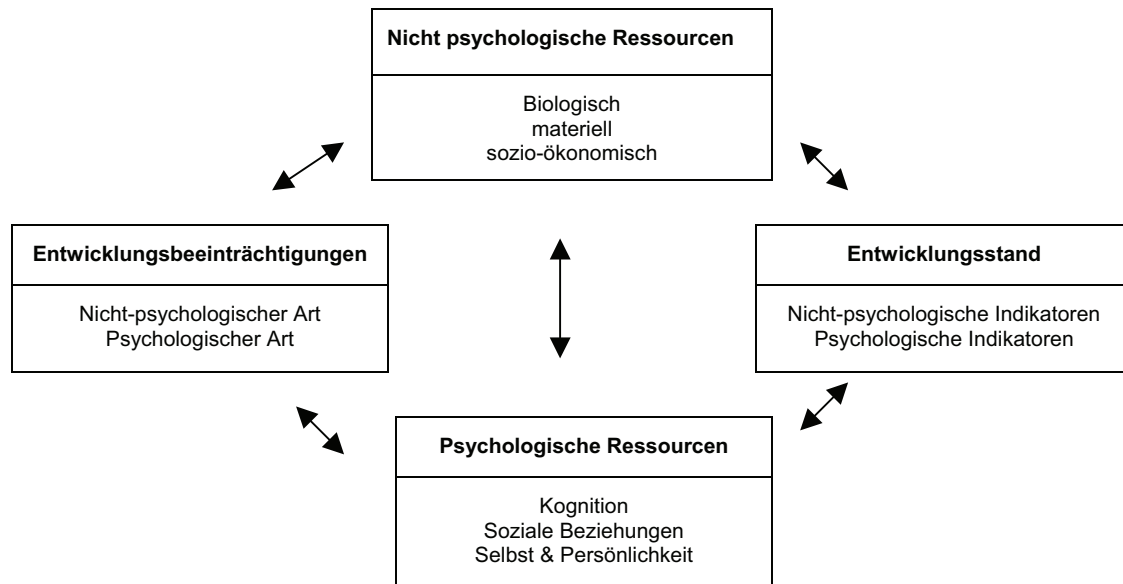 Nicht psychologische Ressourcen
Biologisch
materiell
sozio-ökonomisch
Entwicklungsbeeinträchtigungen
Nicht-psychologischer Art
Psychologischer Art
Entwicklungsstand
Nicht-psychologische Indikatoren
Psychologische Indikatoren
Psychologische Ressourcen
Kognition
Soziale Beziehungen
Selbst & Persönlichkeit